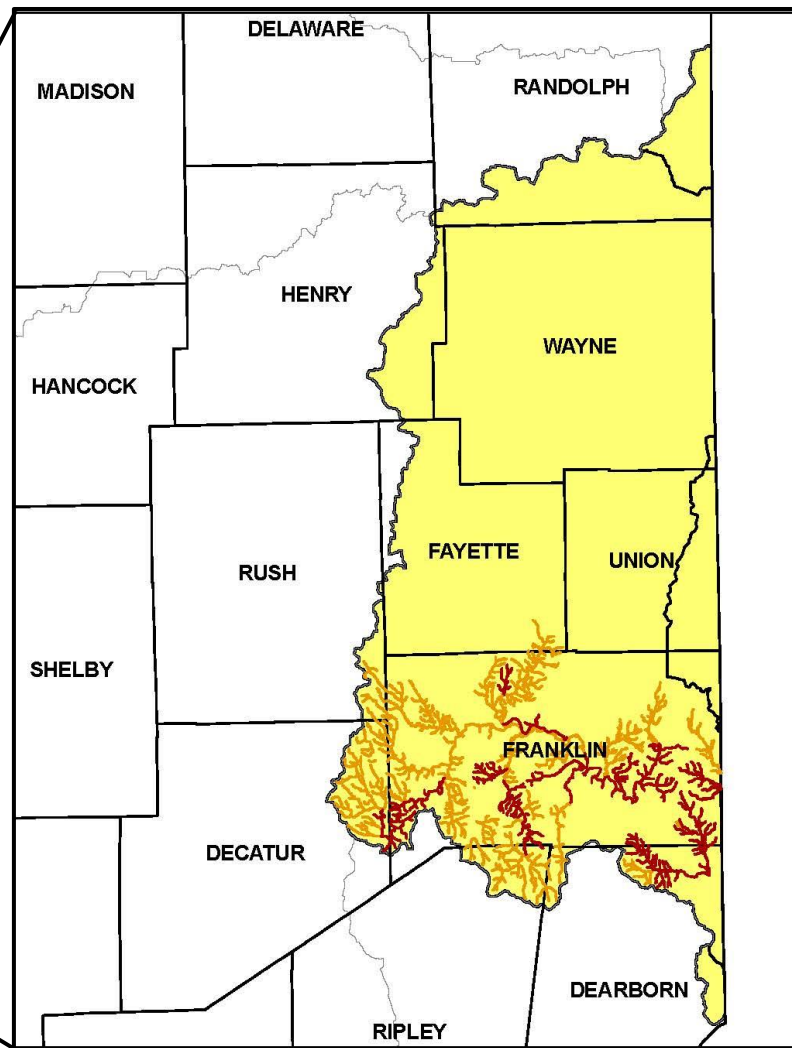 DELAWARE
MADISON
RANDOLPH
HENRY
WAYNE
HANCOCK
FAYETTE
UNION
RUSH
SHELBY
FRANKLIN
DECATUR
DEARBORN
RIPLEY